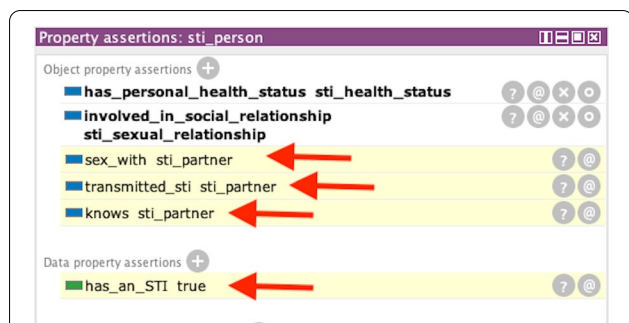 Property assertions: sti_person
Object property assertions
has_personal_health_status sti_health_status
involved_in_social_relationship
sti_sexual_relationship
sex_with sti_partner
transmitted_sti sti_partner
knows sti_partner
Data property assertions
has_an_STI true